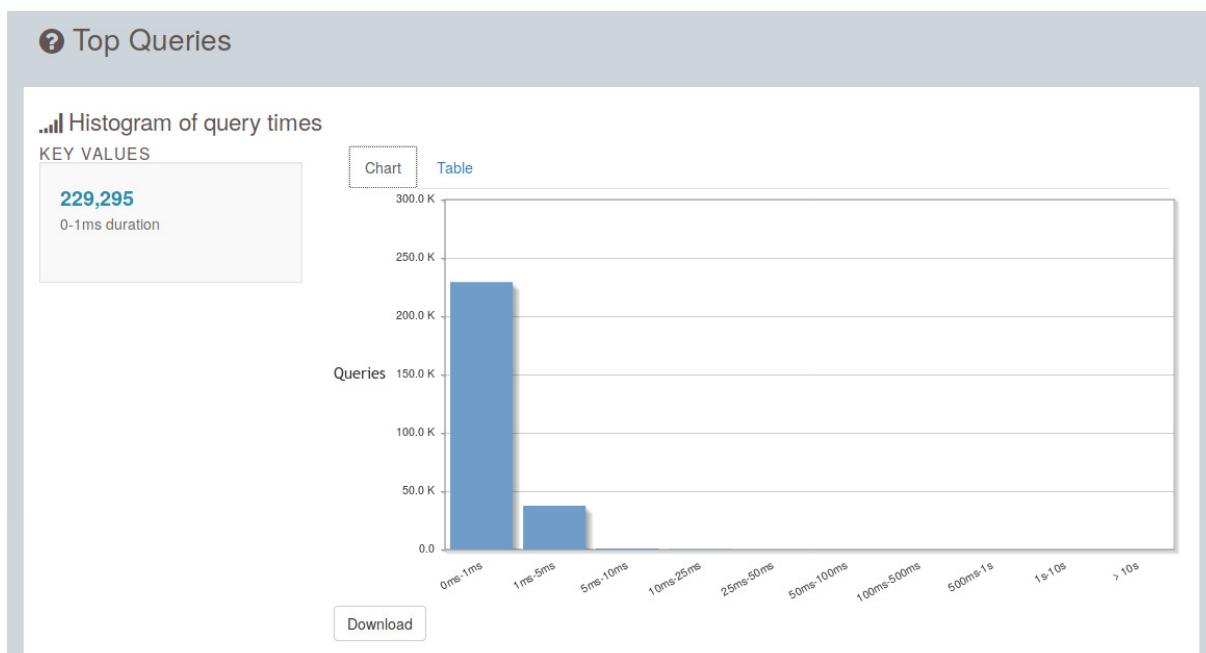 Top Queries
Histogram of query times
KEY VALUES
229,295
0-1ms duration
Chart Table
300.0 K
250.0 K
200.0 K
Queries 150.0 K
100.0 K
50.0 K
0.0
0ms-1ms 1ms-5ms 5ms-10ms 10ms-25ms 25ms-50ms 50ms-100ms 100ms-500ms 500ms-1s 1s-10s > 10s
Download